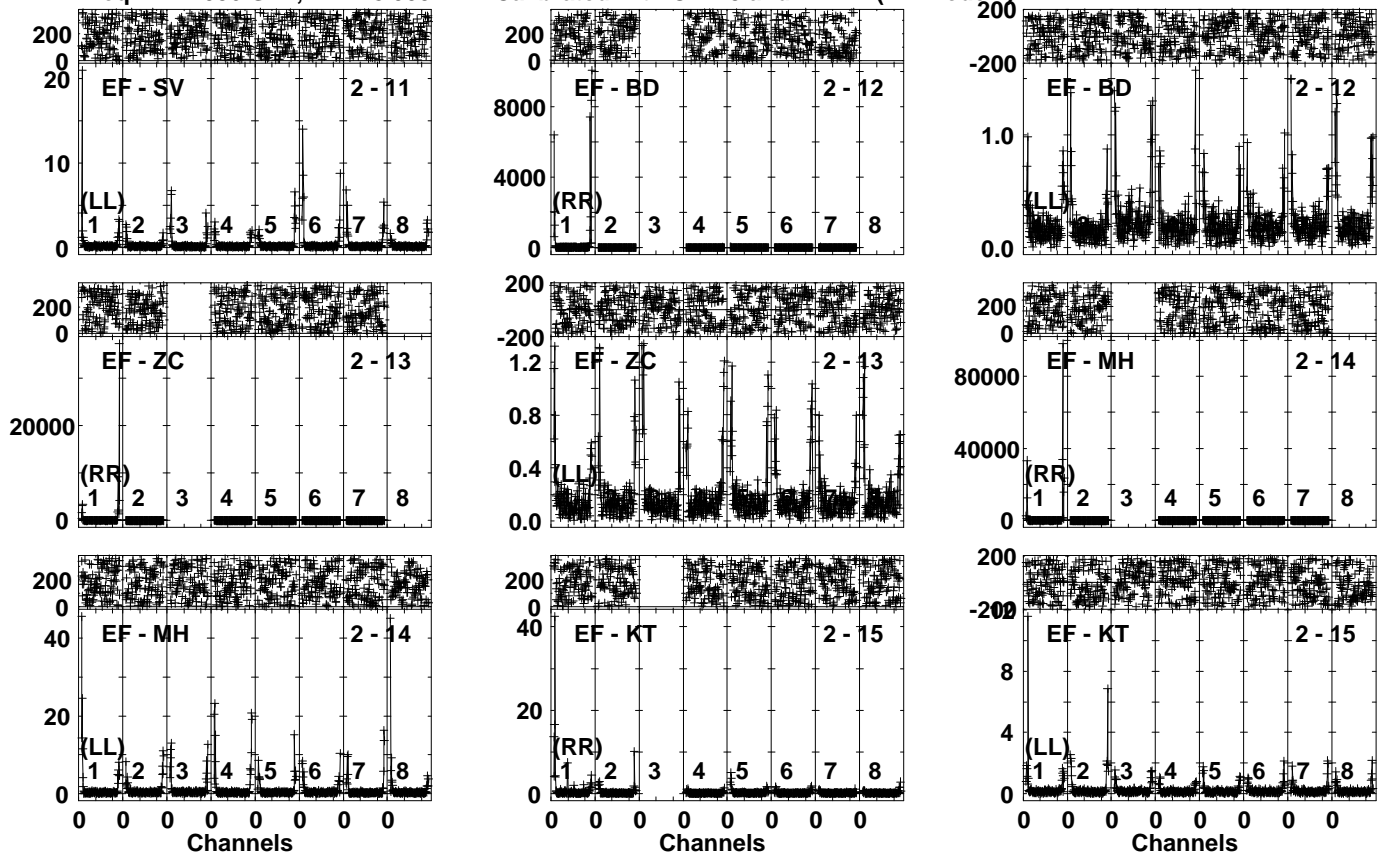 200
0
EF - SV 2 - 11
20
10
0
(LL)
1 2 3 4 5 6 7 8
200
0
EF - BD 2 - 12
8000
4000
0
(RR)
1 2 3 4 5 6 7 8
200
-200
EF - BD 2 - 12
1.0
0.0
(LL)
200
0
EF - ZC 2 - 13
20000
0
(RR)
1 2 3 4 5 6 7 8
200
-200
EF - ZC 2 - 13
1.2
0.8
0.4
0.0
(LL)
200
0
EF - MH 2 - 14
80000
40000
0
(RR)
1 2 3 4 5 6 7 8
200
0
EF - MH 2 - 14
40
20
0
(LL)
1 2 3 4 5 6 7 8
0 0 0 0 0 0 0 0
Channels
200
0
EF - KT 2 - 15
40
20
0
(RR)
1 2 3 4 5 6 7 8
0 0 0 0 0 0 0 0
Channels
200
-200
12
EF - KT 2 - 15
8
4
0
(LL)
1 2 3 4 5 6 7 8
0 0 0 0 0 0 0 0
Channels